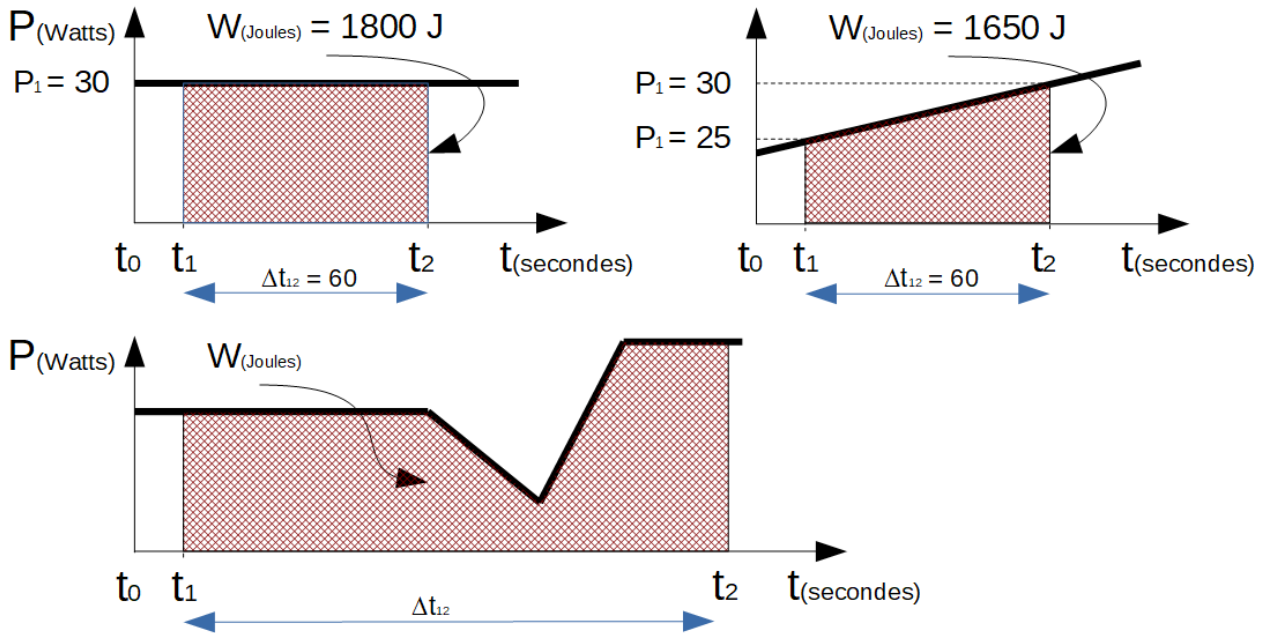 P(Watts) W(Joules) = 1800 J
P1 = 30
t0 t1 t2 t(secondes)
Δt12 = 60
W(Joules) = 1650 J
P1 = 30
P1 = 25
t0 t1 t2 t(secondes)
Δt12 = 60
P(Watts) W(Joules)
t0 t1 t2 t(secondes)
Δt12